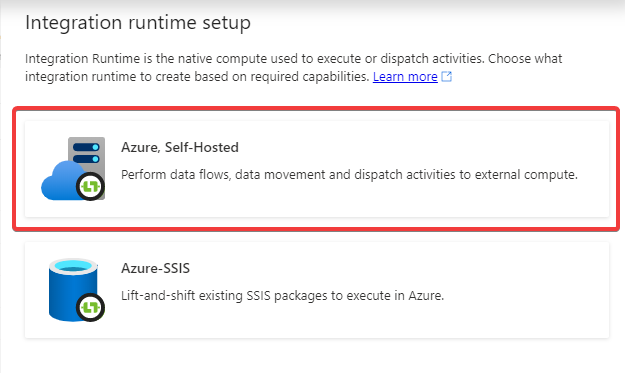 Integration runtime setup
Integration Runtime is the native compute used to execute or dispatch activities. Choose what
integration runtime to create based on required capabilities. Learn more
Azure, Self-Hosted
Perform data flows, data movement and dispatch activities to external compute.
Azure-SSIS
Lift-and-shift existing SSIS packages to execute in Azure.